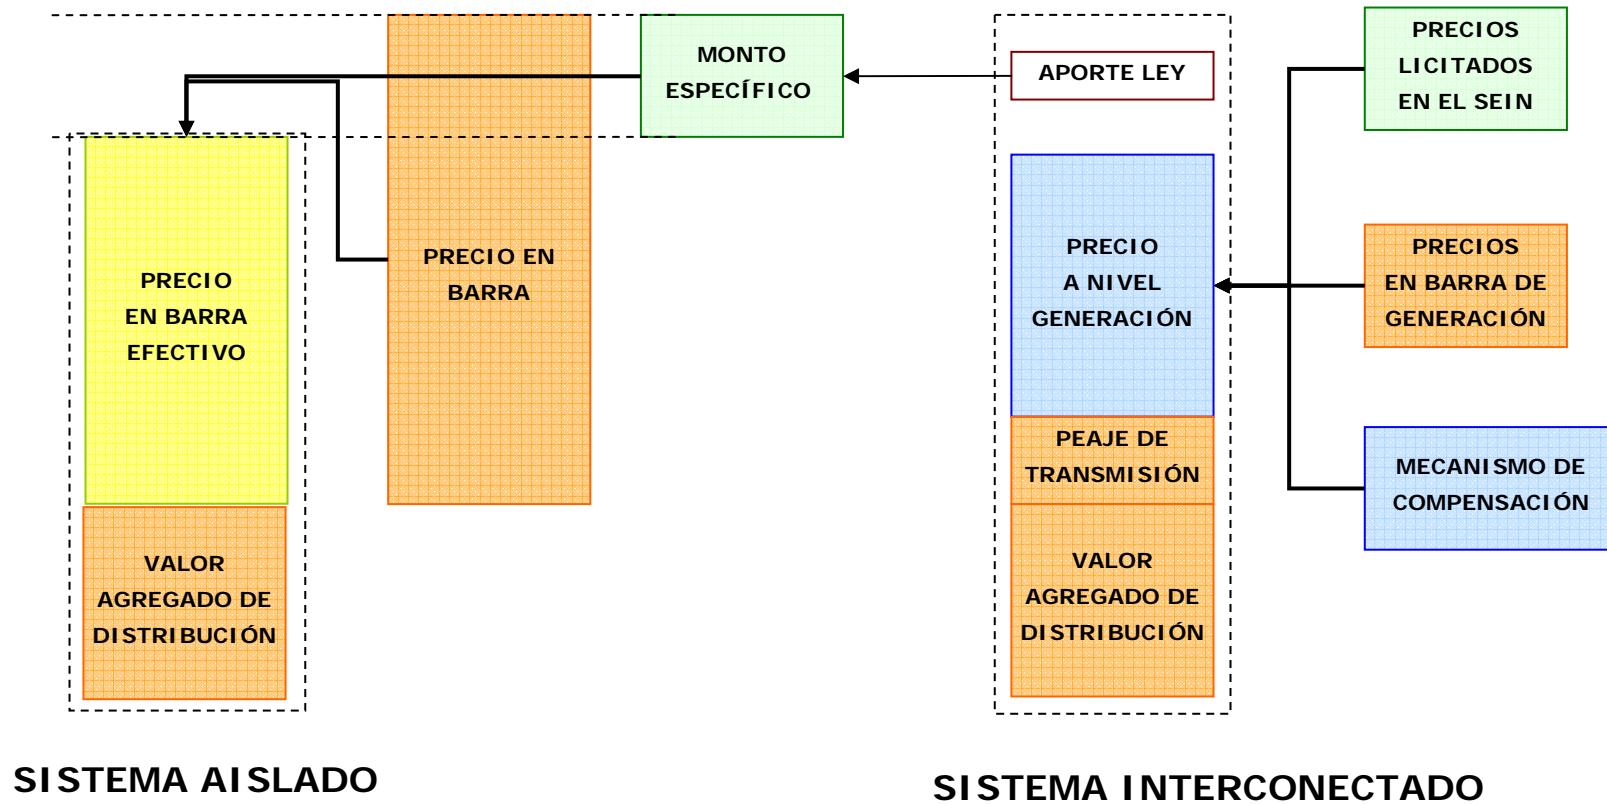 PRECIO
EN BARRA
EFECTIVO
VALOR
AGREGADO DE
DISTRIBUCIÓN
PRECIO EN
BARRA
MONTO
ESPECÍFICO
APORTE LEY
PRECIO
A NIVEL
GENERACIÓN
PEAJE DE
TRANSMISIÓN
VALOR
AGREGADO DE
DISTRIBUCIÓN
PRECIOS
LICITADOS
EN EL SEIN
PRECIOS
EN BARRA DE
GENERACIÓN
MECANISMO DE
COMPENSACIÓN
SISTEMA AISLADO
SISTEMA INTERCONECTADO